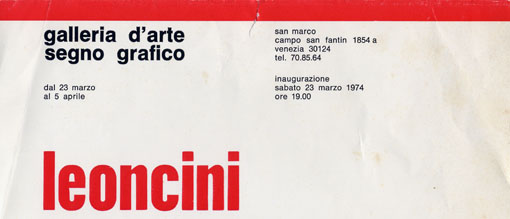 galleria d'arte
segno grafico
dal 23 marzo
al 5 aprile
san marco
campo san fantin 1854 a
venezia 30124
tel. 70.85.64
inaugurazione
sabato 23 marzo 1974
ore 19.00
leoncini